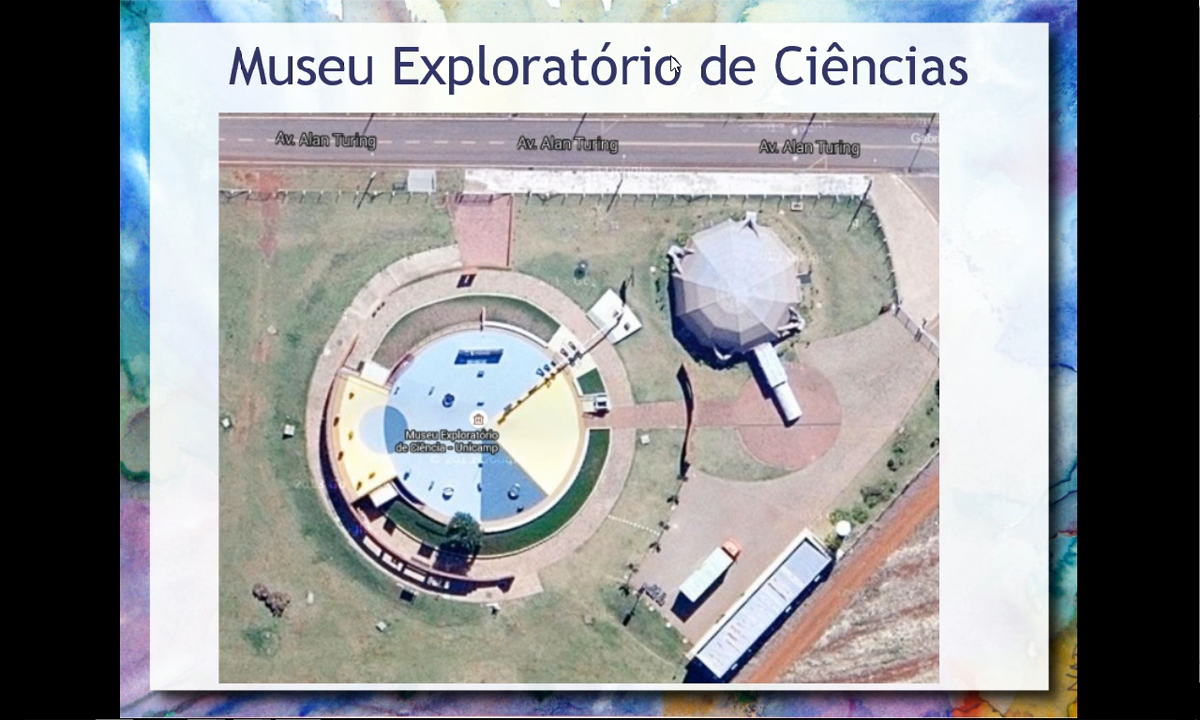 Museu Exploratório de Ciências
Av. Alan Turing
Av. Alan Turing
Av. Alan Turing
Museu Exploratório
de Ciência - Unicamp